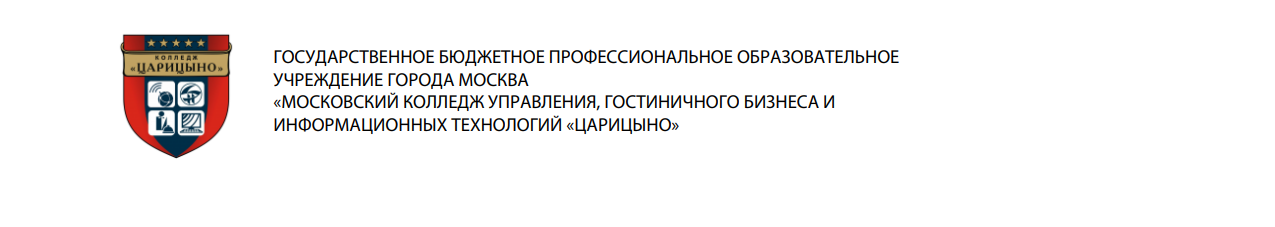 КОЛЛЕДЖ
«ЦАРИЦЫНО»
ГОСУДАРСТВЕННОЕ БЮДЖЕТНОЕ ПРОФЕССИОНАЛЬНОЕ ОБРАЗОВАТЕЛЬНОЕ
УЧРЕЖДЕНИЕ ГОРОДА МОСКВА
«МОСКОВСКИЙ КОЛЛЕДЖ УПРАВЛЕНИЯ, ГОСТИНИЧНОГО БИЗНЕСА И
ИНФОРМАЦИОННЫХ ТЕХНОЛОГИЙ «ЦАРИЦЫНО»